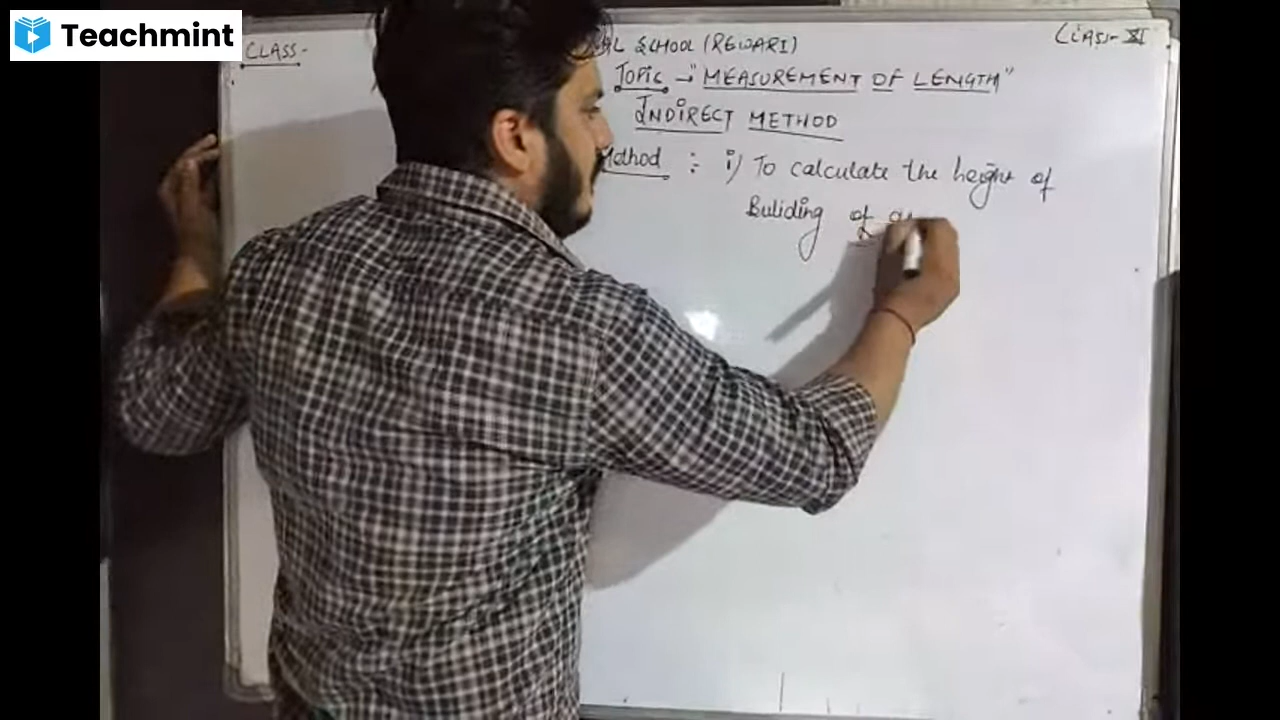 Teachmint
CLASS-
SCHOOL (REWARI)
CLASS- XI
TOPIC → "MEASUREMENT OF LENGTH"
INDIRECT METHOD
Method :- i) To calculate the height of
Buliding of